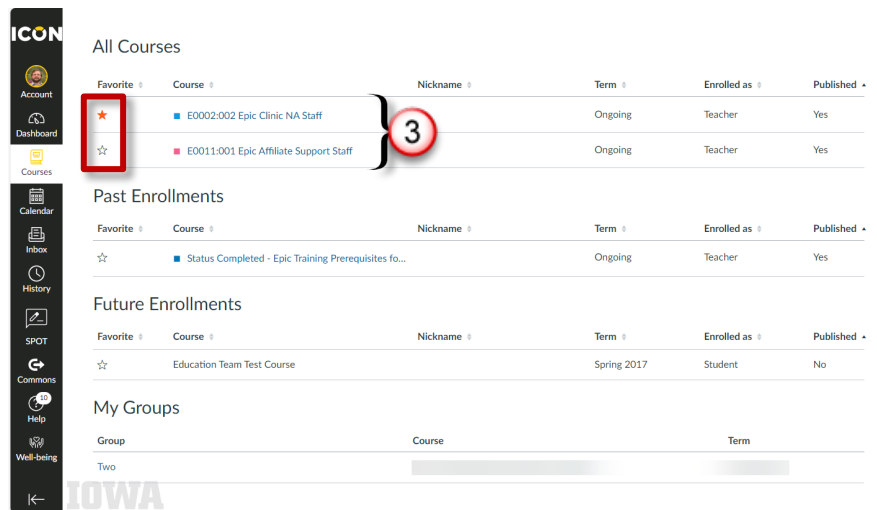 ICON
Account
Dashboard
Courses
Calendar
Inbox
History
SPOT
Commons
10
Help
Well-being
All Courses
Favorite Course Nickname Term Enrolled as Published
E0002:002 Epic Clinic NA Staff Ongoing Teacher Yes
E0011:001 Epic Affiliate Support Staff Ongoing Teacher Yes
3
Past Enrollments
Favorite Course Nickname Term Enrolled as Published
Status Completed - Epic Training Prerequisites fo... Ongoing Teacher Yes
Future Enrollments
Favorite Course Nickname Term Enrolled as Published
Education Team Test Course Spring 2017 Student No
My Groups
Group Course Term
Two
IOWA